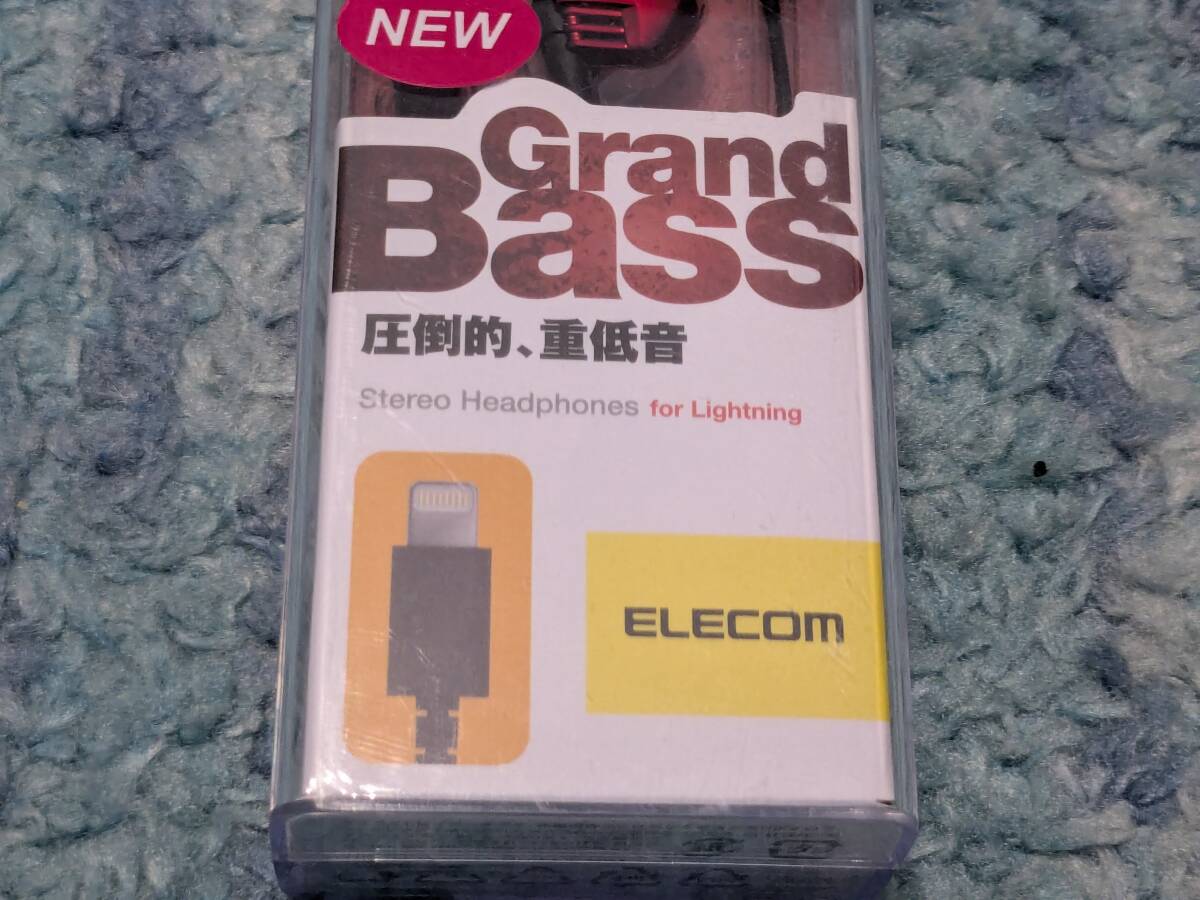 NEW
Grand
Bass
圧倒的、重低音
Stereo Headphones for Lightning
ELECOM